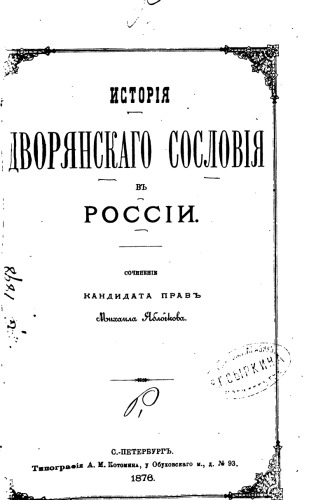 ИСТОРІЯ
ДВОРЯНСКАГО СОСЛОВІЯ
ВЪ
РОССІИ.
СОЧИНЕНІЕ
КАНДИДАТА ПРАВЪ
Михаила Яблочкова.
С.-ПЕТЕРБУРГЪ.
Типографія А. М. Котомина, у Обуховскаго м., д. № 93.
1876.